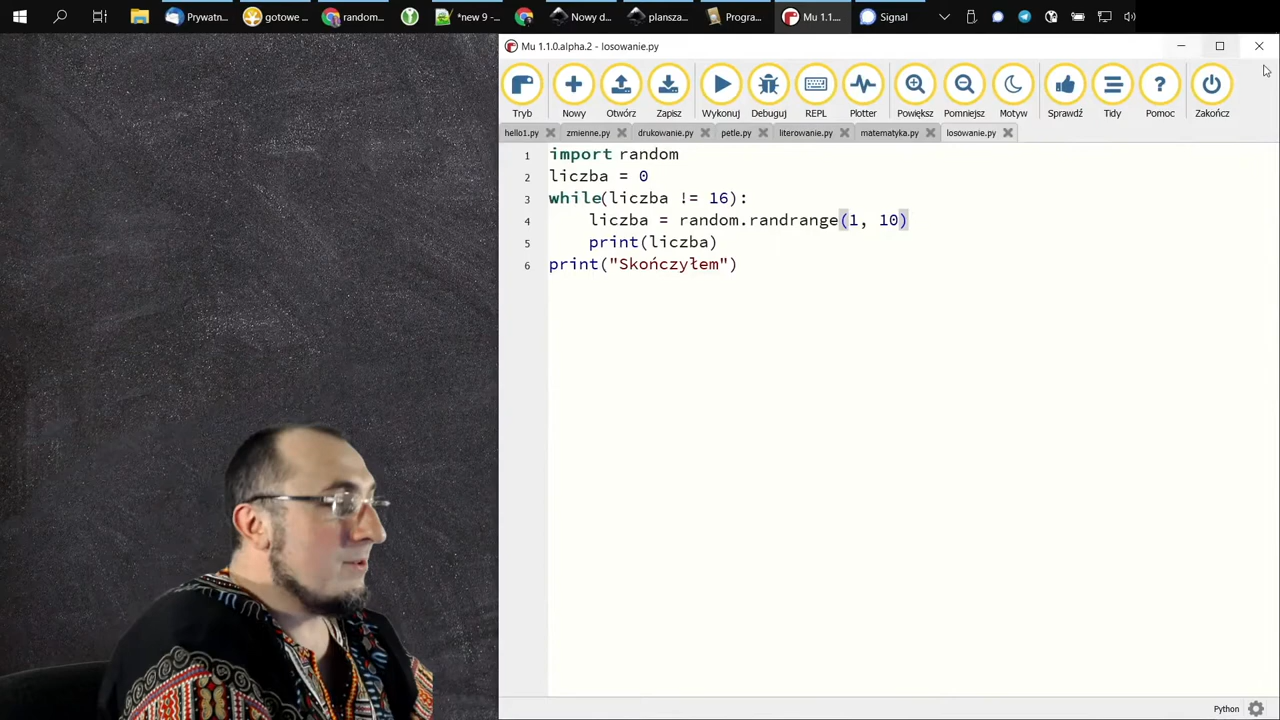 Prywatn...
gotowe ...
random...
*new 9 -...
Nowy d...
plansza...
Progra...
Mu 1.1....
Signal
Mu 1.1.0.alpha.2 - losowanie.py
Tryb
Nowy
Otwórz
Zapisz
Wykonuj
Debuguj
REPL
Plotter
Powiększ
Pomniejsz
Motyw
Sprawdź
Tidy
Pomoc
Zakończ
hello1.py
zmienne.py
drukowanie.py
petle.py
literowanie.py
matematyka.py
losowanie.py
1 import random
2 liczba = 0
3 while(liczba != 16):
4 liczba = random.randrange(1, 10)
5 print(liczba)
6 print("Skończyłem")
Python